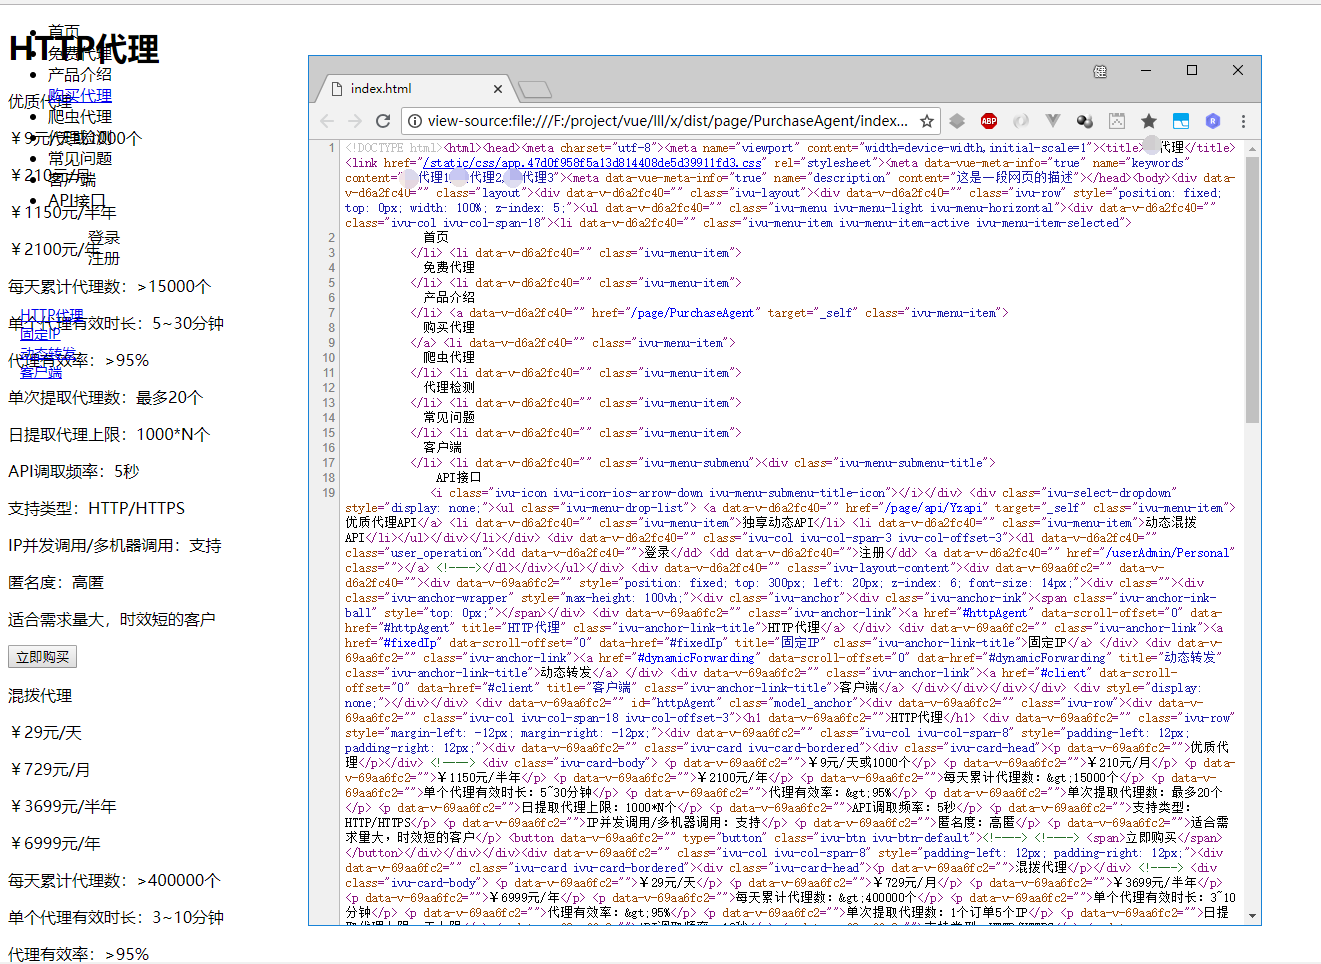 首页
HTTP代理
免费代理
产品介绍
购买代理
优质代理
爬虫代理
￥9元/天或1000个
代理检测
常见问题
￥210元/月
客户端
API接口
￥1150元/半年
登录
￥2100元/年
注册
每天累计代理数：>15000个
HTTP代理
单个代理有效时长：5~30分钟
固定IP
动态转发
代理有效率：>95%
客户端
单次提取代理数：最多20个
日提取代理上限：1000*N个
API调取频率：5秒
支持类型：HTTP/HTTPS
IP并发调用/多机器调用：支持
匿名度：高匿
适合需求量大，时效短的客户
立即购买
混拨代理
￥29元/天
￥729元/月
￥3699元/半年
￥6999元/年
每天累计代理数：>400000个
单个代理有效时长：3~10分钟
代理有效率：>95%
index.html
view-source:file:///F:/project/vue/lll/x/dist/page/PurchaseAgent/index...
ABP
1 <!DOCTYPE html><html><head><meta charset="utf-8"><meta name="viewport" content="width=device-width,initial-scale=1"><title>代理</title>
<link href="/static/css/app.47d0f958f5a13d814408de5d39911fd3.css" rel="stylesheet"><meta data-vue-meta-info="true" name="keywords"
content="代理1 代理2 代理3"><meta data-vue-meta-info="true" name="description" content="这是一段网页的描述"></head><body><div data-
v-d6a2fc40="" class="layout"><div data-v-d6a2fc40="" class="ivu-layout"><div data-v-d6a2fc40="" class="ivu-row" style="position: fixed;
top: 0px; width: 100%; z-index: 5;"><ul data-v-d6a2fc40="" class="ivu-menu ivu-menu-light ivu-menu-horizontal"><div data-v-d6a2fc40=""
class="ivu-col ivu-col-span-18"><li data-v-d6a2fc40="" class="ivu-menu-item ivu-menu-item-active ivu-menu-item-selected">
2 首页
3 </li> <li data-v-d6a2fc40="" class="ivu-menu-item">
4 免费代理
5 </li> <li data-v-d6a2fc40="" class="ivu-menu-item">
6 产品介绍
7 </li> <a data-v-d6a2fc40="" href="/page/PurchaseAgent" target="_self" class="ivu-menu-item">
8 购买代理
9 </a> <li data-v-d6a2fc40="" class="ivu-menu-item">
10 爬虫代理
11 </li> <li data-v-d6a2fc40="" class="ivu-menu-item">
12 代理检测
13 </li> <li data-v-d6a2fc40="" class="ivu-menu-item">
14 常见问题
15 </li> <li data-v-d6a2fc40="" class="ivu-menu-item">
16 客户端
17 </li> <li data-v-d6a2fc40="" class="ivu-menu-submenu"><div class="ivu-menu-submenu-title">
18 API接口
19 <i class="ivu-icon ivu-icon-ios-arrow-down ivu-menu-submenu-title-icon"></i></div> <div class="ivu-select-dropdown"
style="display: none;"><ul class="ivu-menu-drop-list"> <a data-v-d6a2fc40="" href="/page/api/Yzapi" target="_self" class="ivu-menu-item">
优质代理API</a> <li data-v-d6a2fc40="" class="ivu-menu-item">独享动态API</li> <li data-v-d6a2fc40="" class="ivu-menu-item">动态混拨
API</li></ul></div></li></div> <div data-v-d6a2fc40="" class="ivu-col ivu-col-span-3 ivu-col-offset-3"><dl data-v-d6a2fc40=""
class="user_operation"><dd data-v-d6a2fc40="">登录</dd> <dd data-v-d6a2fc40="">注册</dd> <a data-v-d6a2fc40="" href="/userAdmin/Personal"
class=""></a> <!----></dl></div></ul></div> <div data-v-d6a2fc40="" class="ivu-layout-content"><div data-v-69aa6fc2="" data-v-
d6a2fc40=""><div data-v-69aa6fc2="" style="position: fixed; top: 300px; left: 20px; z-index: 6; font-size: 14px;"><div class=""><div
class="ivu-anchor-wrapper" style="max-height: 100vh;"><div class="ivu-anchor"><div class="ivu-anchor-ink"><span class="ivu-anchor-ink-
ball" style="top: 0px;"></span></div> <div data-v-69aa6fc2="" class="ivu-anchor-link"><a href="#httpAgent" data-scroll-offset="0" data-
href="#httpAgent" title="HTTP代理" class="ivu-anchor-link-title">HTTP代理</a> </div> <div data-v-69aa6fc2="" class="ivu-anchor-link"><a
href="#fixedIp" data-scroll-offset="0" data-href="#fixedIp" title="固定IP" class="ivu-anchor-link-title">固定IP</a> </div> <div data-v-
69aa6fc2="" class="ivu-anchor-link"><a href="#dynamicForwarding" data-scroll-offset="0" data-href="#dynamicForwarding" title="动态转发"
class="ivu-anchor-link-title">动态转发</a> </div> <div data-v-69aa6fc2="" class="ivu-anchor-link"><a href="#client" data-scroll-
offset="0" data-href="#client" title="客户端" class="ivu-anchor-link-title">客户端</a> </div></div></div></div> <div style="display:
none;"></div></div> <div data-v-69aa6fc2="" id="httpAgent" class="model_anchor"><div data-v-69aa6fc2="" class="ivu-row"><div data-v-
69aa6fc2="" class="ivu-col ivu-col-span-18 ivu-col-offset-3"><h1 data-v-69aa6fc2="">HTTP代理</h1> <div data-v-69aa6fc2="" class="ivu-row"
style="margin-left: -12px; margin-right: -12px;"><div data-v-69aa6fc2="" class="ivu-col ivu-col-span-8" style="padding-left: 12px;
padding-right: 12px;"><div data-v-69aa6fc2="" class="ivu-card ivu-card-bordered"><div class="ivu-card-head"><p data-v-69aa6fc2="">优质代
理</p></div> <!----> <div class="ivu-card-body"> <p data-v-69aa6fc2="">￥9元/天或1000个</p> <p data-v-69aa6fc2="">￥210元/月</p> <p data-
v-69aa6fc2="">￥1150元/半年</p> <p data-v-69aa6fc2="">￥2100元/年</p> <p data-v-69aa6fc2="">每天累计代理数：&gt;15000个</p> <p data-v-
69aa6fc2="">单个代理有效时长：5~30分钟</p> <p data-v-69aa6fc2="">代理有效率：&gt;95%</p> <p data-v-69aa6fc2="">单次提取代理数：最多20个
</p> <p data-v-69aa6fc2="">日提取代理上限：1000*N个</p> <p data-v-69aa6fc2="">API调取频率：5秒</p> <p data-v-69aa6fc2="">支持类型：
HTTP/HTTPS</p> <p data-v-69aa6fc2="">IP并发调用/多机器调用：支持</p> <p data-v-69aa6fc2="">匿名度：高匿</p> <p data-v-69aa6fc2="">适合需
求量大，时效短的客户</p> <button data-v-69aa6fc2="" type="button" class="ivu-btn ivu-btn-default"><!----> <!----> <span>立即购买</span>
</button></div></div></div><div data-v-69aa6fc2="" class="ivu-col ivu-col-span-8" style="padding-left: 12px; padding-right: 12px;"><div
data-v-69aa6fc2="" class="ivu-card ivu-card-bordered"><div class="ivu-card-head"><p data-v-69aa6fc2="">混拨代理</p></div> <!----> <div
class="ivu-card-body"> <p data-v-69aa6fc2="">￥29元/天</p> <p data-v-69aa6fc2="">￥729元/月</p> <p data-v-69aa6fc2="">￥3699元/半年</p>
<p data-v-69aa6fc2="">￥6999元/年</p> <p data-v-69aa6fc2="">每天累计代理数：&gt;400000个</p> <p data-v-69aa6fc2="">单个代理有效时长：3~10
分钟</p> <p data-v-69aa6fc2="">代理有效率：&gt;95%</p> <p data-v-69aa6fc2="">单次提取代理数：1个订单5个IP</p> <p data-v-69aa6fc2="">日提